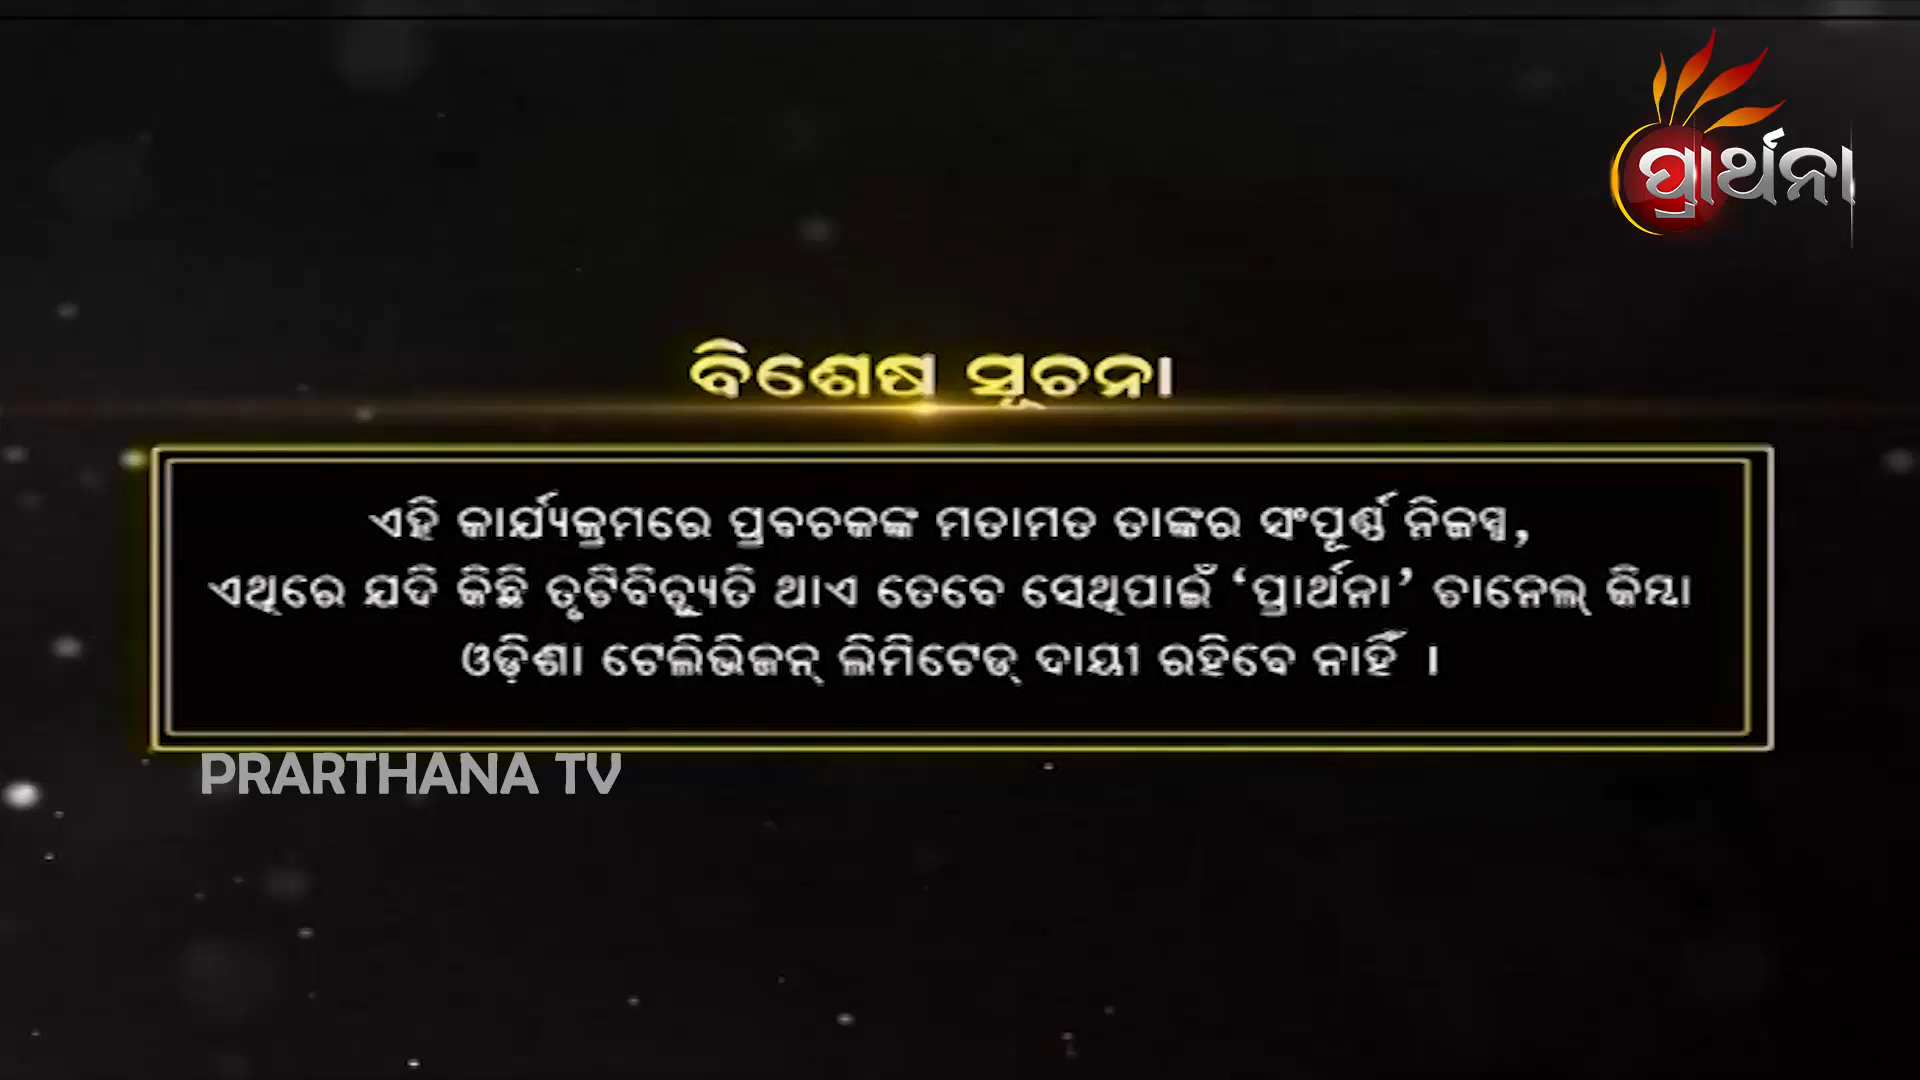 ପ୍ରାର୍ଥନା
ବିଶେଷ ସୂଚନା
ଏହି କାର୍ଯ୍ୟକ୍ରମରେ ପ୍ରବଚକଙ୍କ ମତାମତ ତାଙ୍କର ସଂପୂର୍ଣ୍ଣ ନିଜସ୍ୱ,
ଏଥିରେ ଯଦି କିଛି ତୃଟିବିଚ୍ୟୁତି ଥାଏ ତେବେ ସେଥିପାଇଁ ‘ପ୍ରାର୍ଥନା’ ଚାନେଲ୍ କିମ୍ବା
ଓଡ଼ିଶା ଟେଲିଭିଜନ୍ ଲିମିଟେଡ୍ ଦାୟୀ ରହିବେ ନାହିଁ ।
PRARTHANA TV